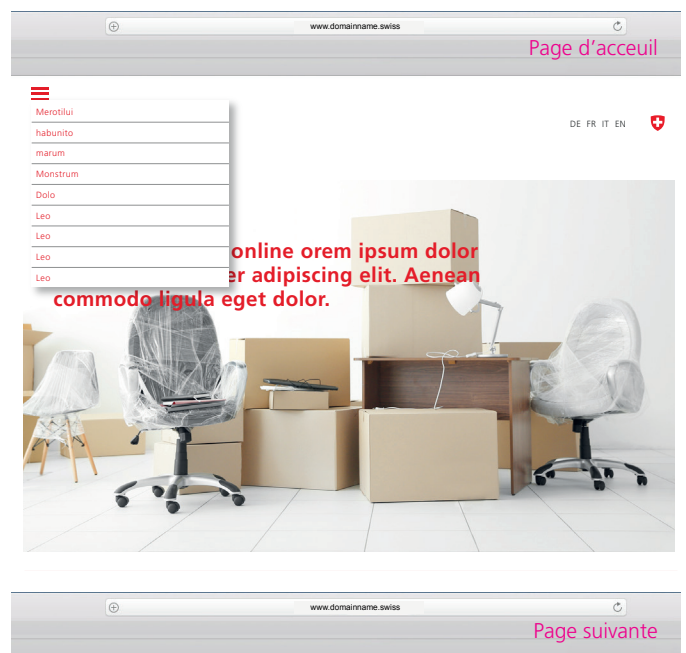 www.domainname.swiss
Page d’acceuil
Merotilui
habunito
marum
Monstrum
Dolo
Leo
Leo
Leo
Leo
DE FR IT EN
online orem ipsum dolor
er adipiscing elit. Aenean
commodo ligula eget dolor.
www.domainname.swiss
Page suivante